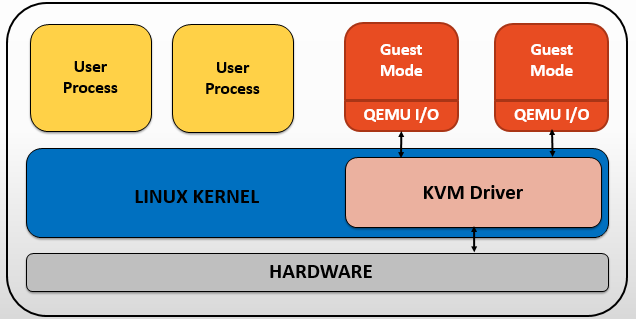 User
Process
User
Process
Guest
Mode
QEMU I/O
Guest
Mode
QEMU I/O
LINUX KERNEL
KVM Driver
HARDWARE